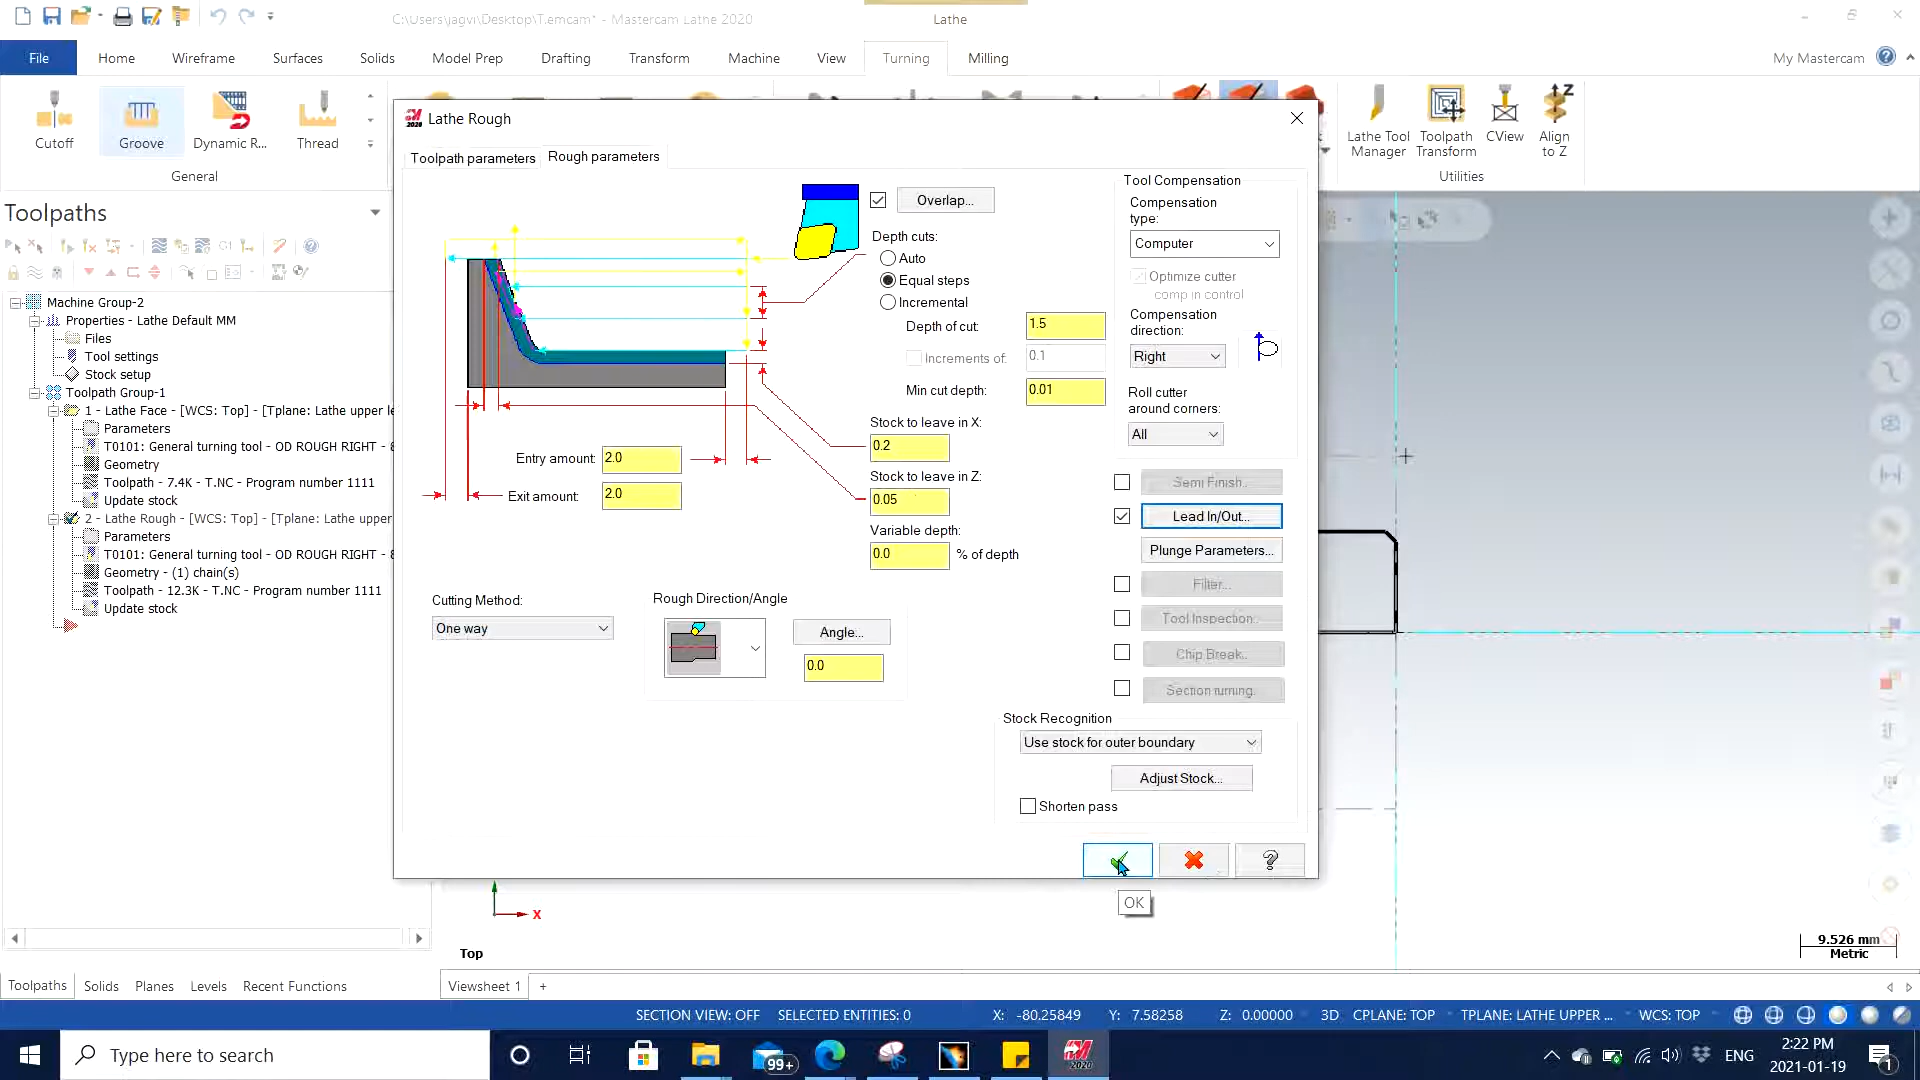 C:\Users\jagvi\Desktop\T.emcam* - Mastercam Lathe 2020
Lathe
File Home Wireframe Surfaces Solids Model Prep Drafting Transform Machine View Turning Milling My Mastercam
Cutoff Groove Dynamic R... Thread
General
Lathe Tool Manager
Toolpath Transform
CView
Align to Z
Utilities
Toolpaths
Machine Group-2
Properties - Lathe Default MM
Files
Tool settings
Stock setup
Toolpath Group-1
1 - Lathe Face - [WCS: Top] - [Tplane: Lathe upper le
Parameters
T0101: General turning tool - OD ROUGH RIGHT - 8
Geometry
Toolpath - 7.4K - T.NC - Program number 1111
Update stock
2 - Lathe Rough - [WCS: Top] - [Tplane: Lathe upper
Parameters
T0101: General turning tool - OD ROUGH RIGHT - 8
Geometry - (1) chain(s)
Toolpath - 12.3K - T.NC - Program number 1111
Update stock
Lathe Rough
Toolpath parameters Rough parameters
Overlap...
Depth cuts:
Auto
Equal steps
Incremental
Depth of cut: 1.5
Increments of: 0.1
Min cut depth: 0.01
Stock to leave in X:
0.2
Stock to leave in Z:
0.05
Variable depth:
0.0 % of depth
Entry amount: 2.0
Exit amount: 2.0
Cutting Method:
One way
Rough Direction/Angle
Angle...
0.0
Tool Compensation
Compensation
type:
Computer
Optimize cutter
comp in control
Compensation
direction:
Right
Roll cutter
around corners:
All
Semi Finish...
Lead In/Out...
Plunge Parameters...
Filter...
Tool Inspection...
Chip Break...
Section turning...
Stock Recognition
Use stock for outer boundary
Adjust Stock...
Shorten pass
OK
X
Top
9.526 mm
Metric
Toolpaths Solids Planes Levels Recent Functions
Viewsheet 1 +
SECTION VIEW: OFF SELECTED ENTITIES: 0 X: -80.25849 Y: 7.58258 Z: 0.00000 3D CPLANE: TOP TPLANE: LATHE UPPER ... WCS: TOP
Type here to search
99+
2020
ENG
2:22 PM
2021-01-19
1